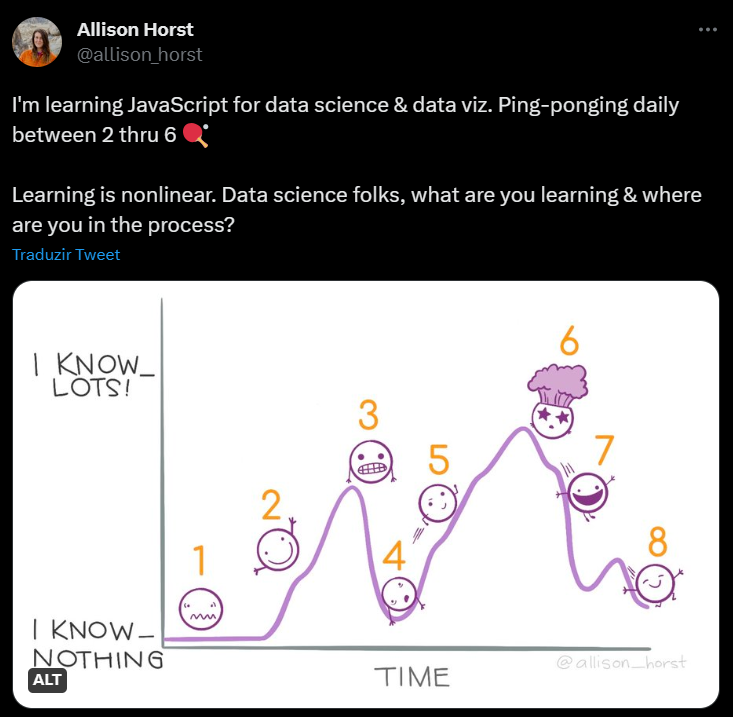 Allison Horst
@allison_horst
I'm learning JavaScript for data science & data viz. Ping-ponging daily
between 2 thru 6 🏓
Learning is nonlinear. Data science folks, what are you learning & where
are you in the process?
Traduzir Tweet
6
I KNOW_
LOTS!
3
7
5
2
8
1
4
I KNOW_
NOTHING
@allison_horst
TIME
ALT